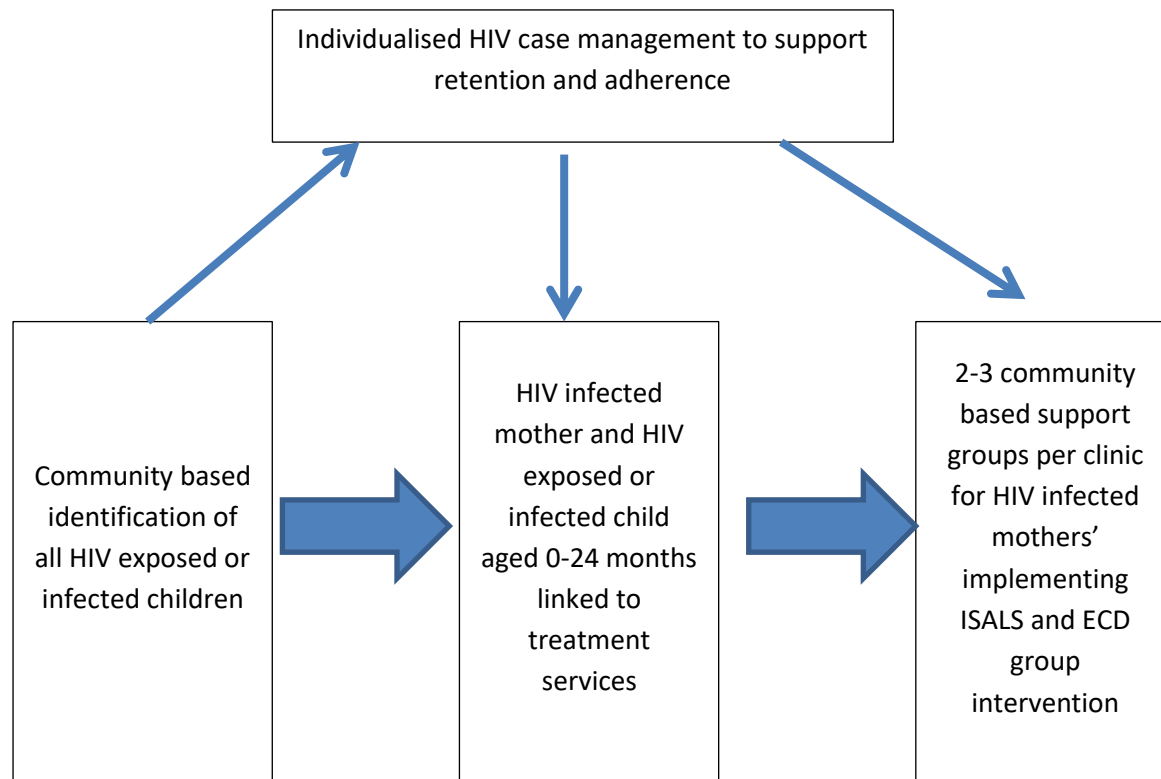 Individualised HIV case management to support
retention and adherence
Community based
identification of
all HIV exposed or
infected children
HIV infected
mother and HIV
exposed or
infected child
aged 0-24 months
linked to
treatment
services
2-3 community
based support
groups per clinic
for HIV infected
mothers’
implementing
ISALS and ECD
group
intervention